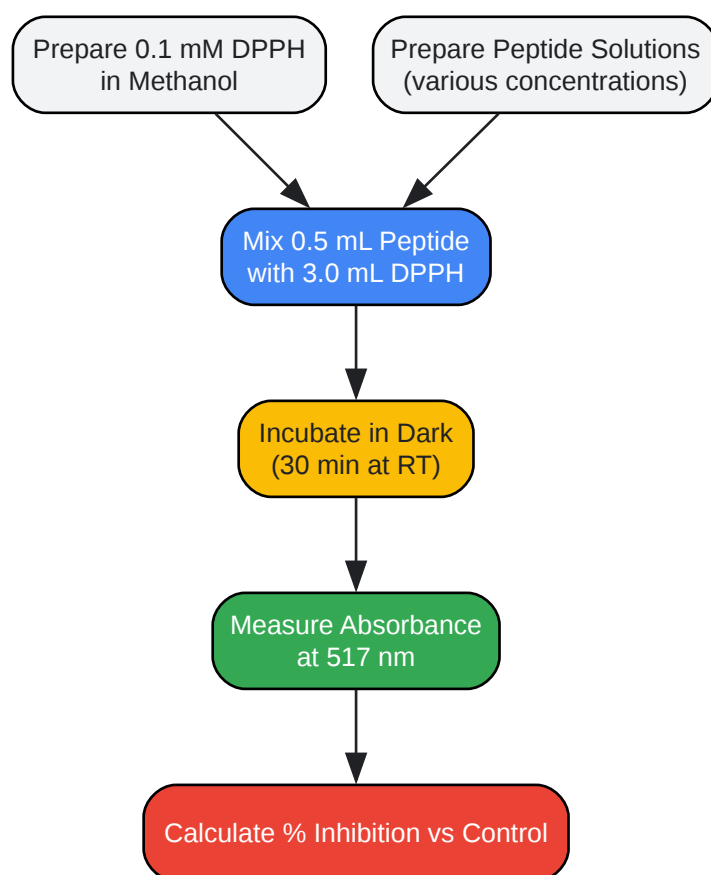 Prepare 0.1 mM DPPH
in Methanol
Prepare Peptide Solutions
(various concentrations)
Mix 0.5 mL Peptide
with 3.0 mL DPPH
Incubate in Dark
(30 min at RT)
Measure Absorbance
at 517 nm
Calculate % Inhibition vs Control